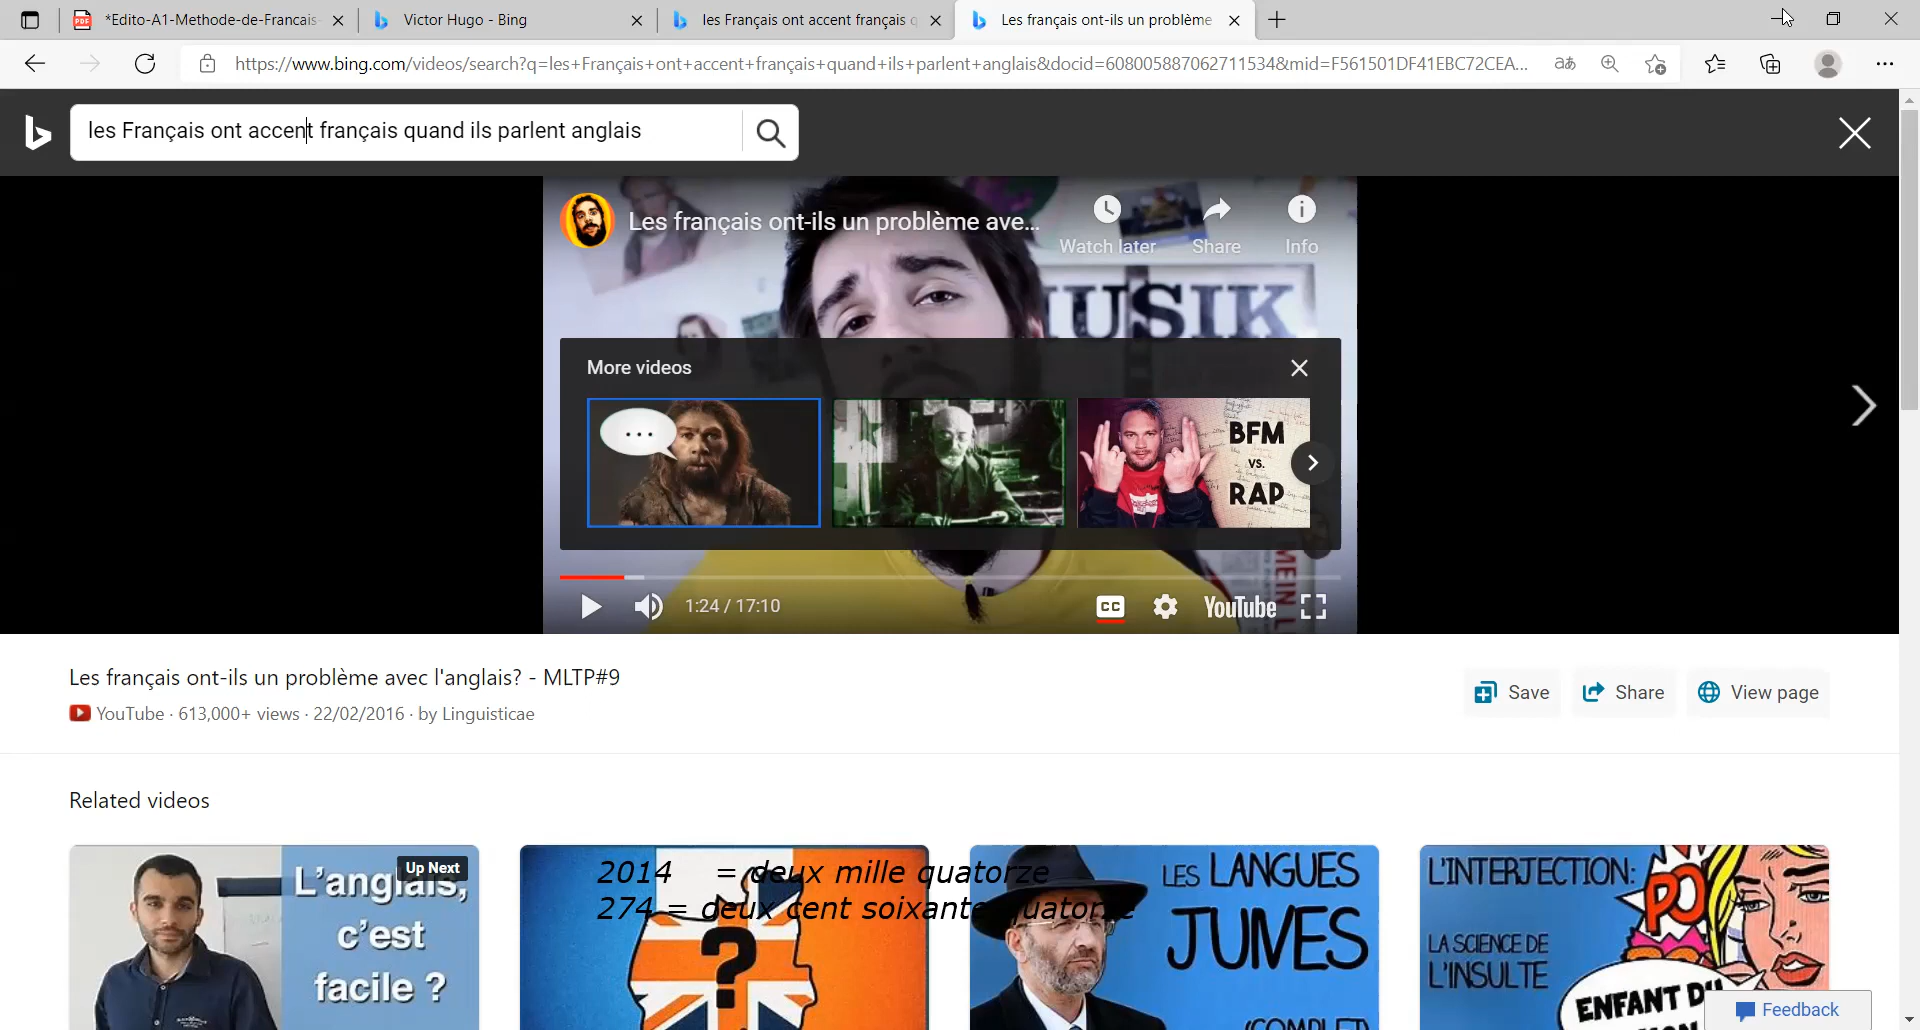 *Edito-A1-Methode-de-Francais-
Victor Hugo - Bing
les Français ont accent français q
Les français ont-ils un problème
https://www.bing.com/videos/search?q=les+Français+ont+accent+français+quand+ils+parlent+anglais&docid=608005887062711534&mid=F561501DF41EBC72CEA...
les Français ont accent français quand ils parlent anglais
Les français ont-ils un problème ave...
Watch later
Share
Info
MUSIK
More videos
...
BFM
vs.
RAP
MEIN
1:24 / 17:10
CC
YouTube
Les français ont-ils un problème avec l'anglais? - MLTP#9
YouTube · 613,000+ views · 22/02/2016 · by Linguisticae
Save
Share
View page
Related videos
Up Next
L'anglais,
c'est
facile ?
2014 = deux mille quatorze
274 = deux cent soixante quatorze
?
LES LANGUES
JUIVES
(COMPLET)
L'INTERJECTION:
PO
LA SCIENCE DE
L'INSULTE
ENFANT DU
Feedback